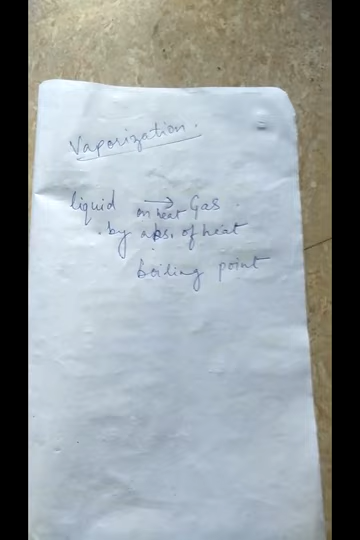 Vaporization.
liquid → Gas.
on heat
. by abs. of heat
boiling point